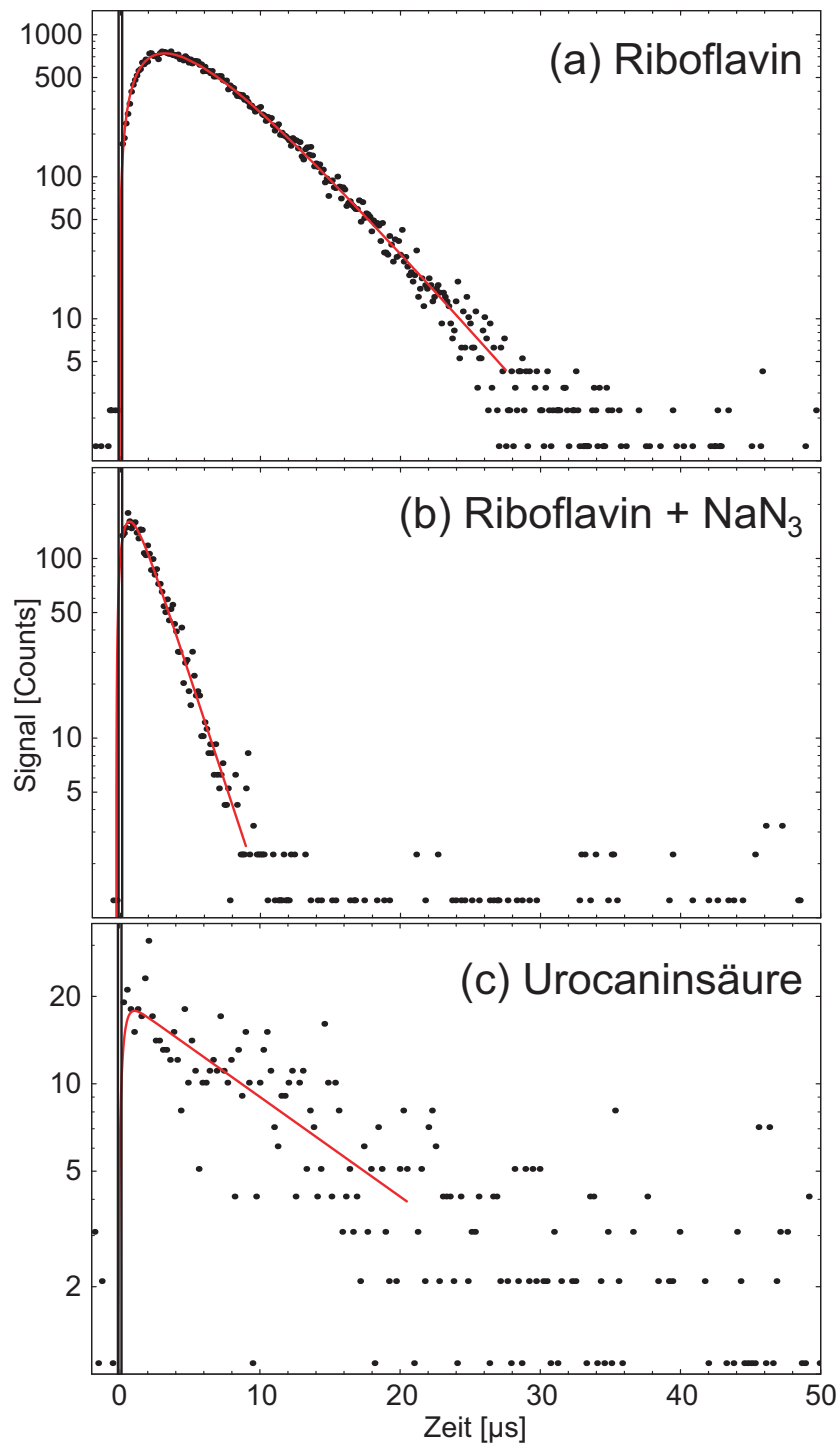 1000
500
(a) Riboflavin
100
50
10
5
(b) Riboflavin + NaN₃
100
50
10
5
Signal [Counts]
(c) Urocaninsäure
20
10
5
2
0 10 20 30 40 50
Zeit [µs]